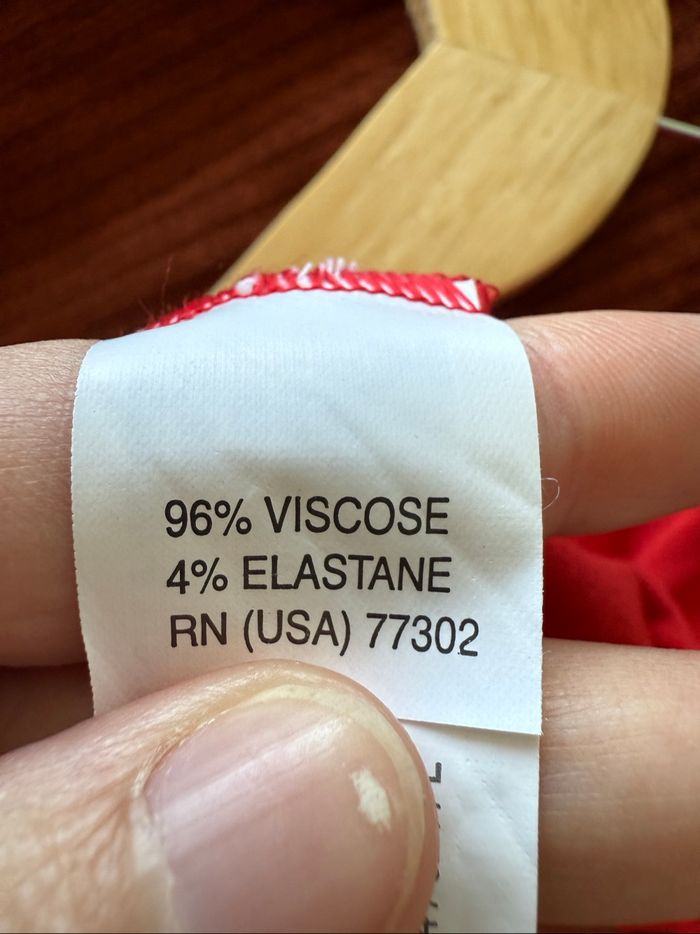 96% VISCOSE
4% ELASTANE
RN (USA) 77302